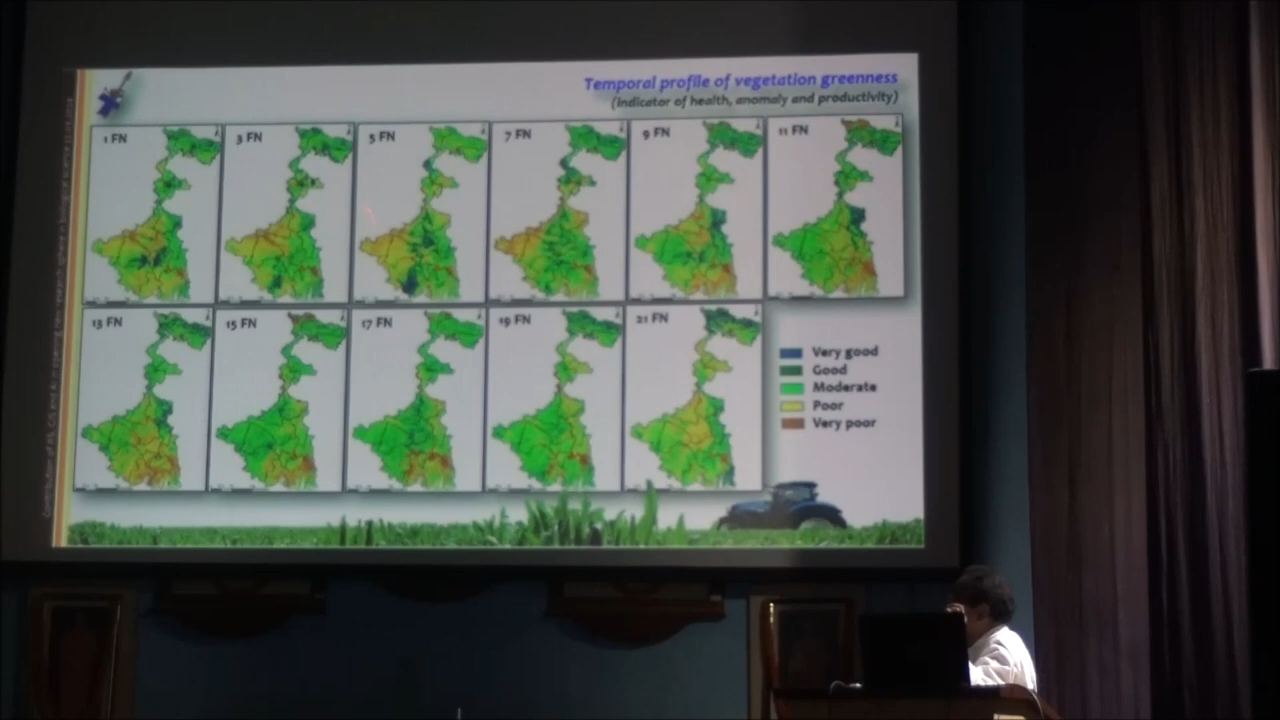 Temporal profile of vegetation greenness
(Indicator of health, anomaly and productivity)
1 FN
3 FN
5 FN
7 FN
9 FN
11 FN
13 FN
15 FN
17 FN
19 FN
21 FN
Very good
Good
Moderate
Poor
Very poor